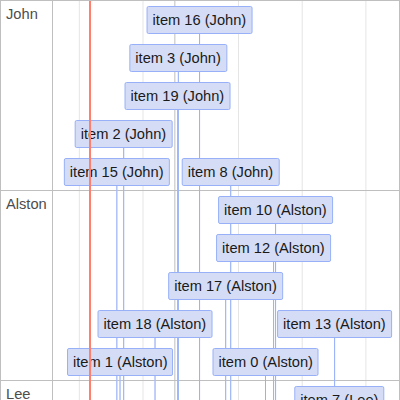 John
item 16 (John)
item 3 (John)
item 19 (John)
item 2 (John)
item 15 (John)
item 8 (John)
Alston
item 10 (Alston)
item 12 (Alston)
item 17 (Alston)
item 18 (Alston)
item 13 (Alston)
item 1 (Alston)
item 0 (Alston)
Lee
item 7 (Lee)